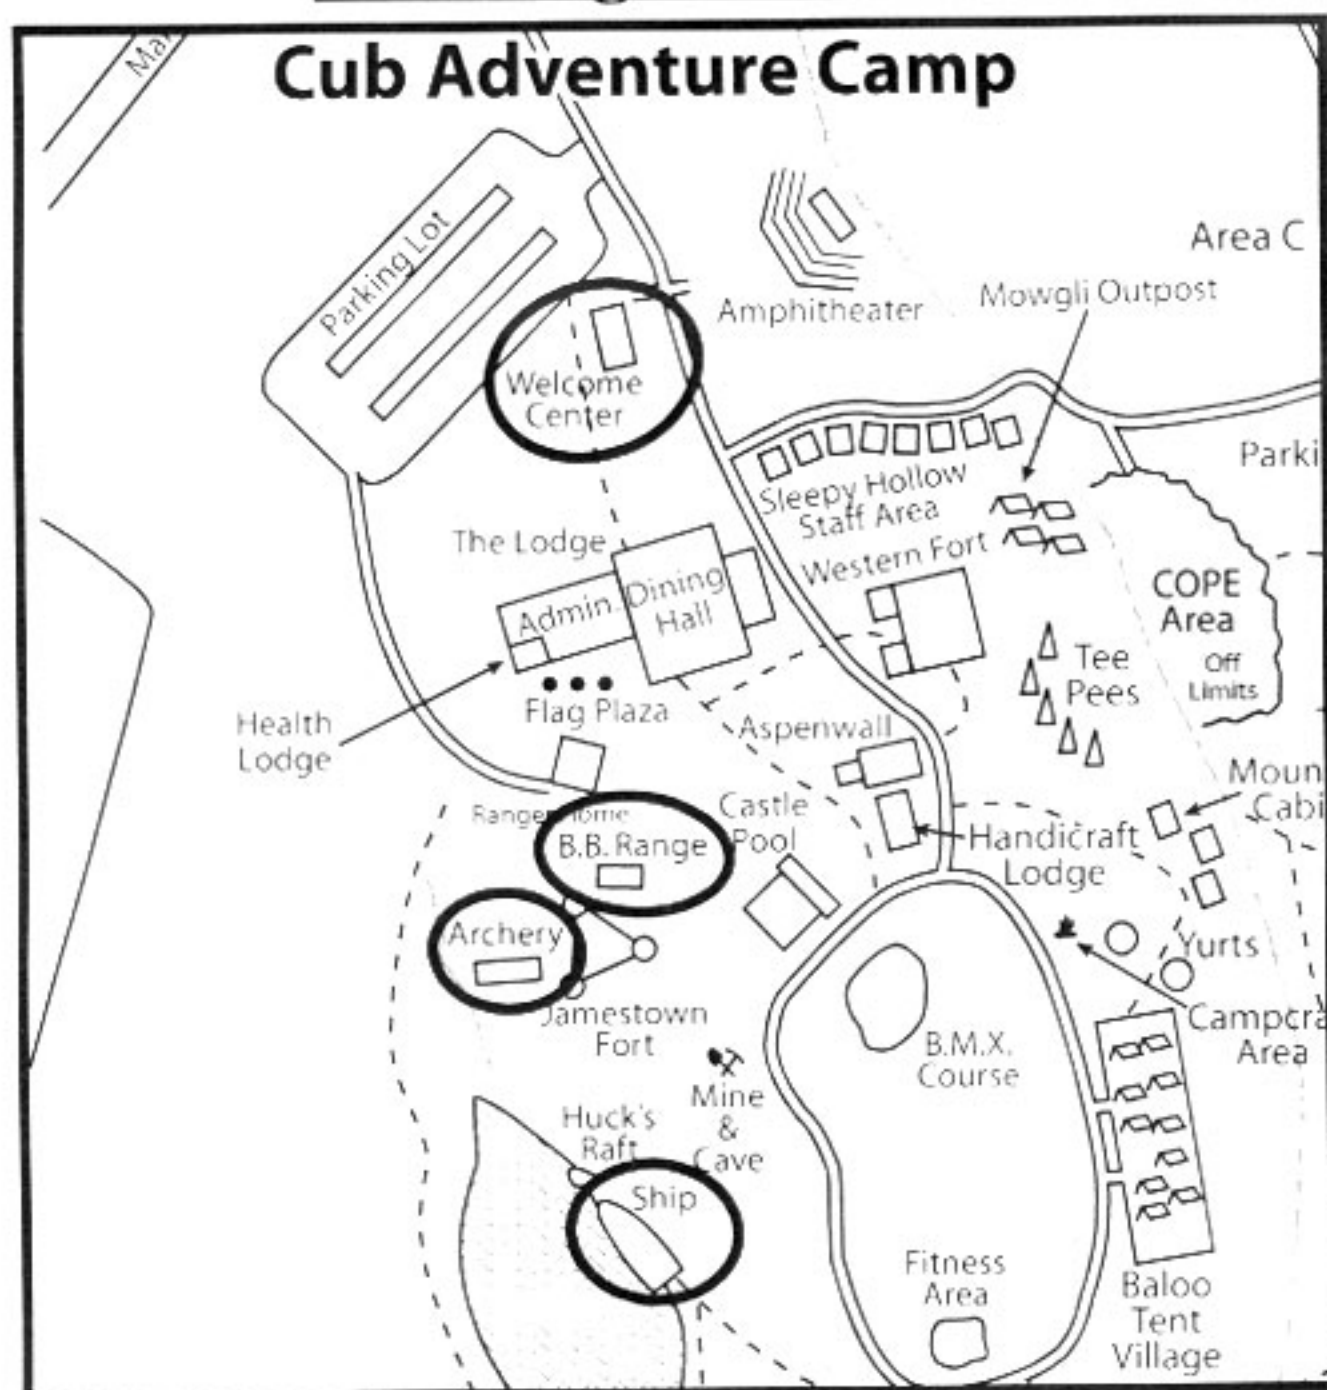 Cub Adventure Camp
Parking Lot
Area C
Mowgli Outpost
Amphitheater
Welcome
Center
Sleepy Hollow
Staff Area
The Lodge
Western Fort
Admin.
Dining
Hall
COPE
Area
Off
Limits
Tee
Pees
Flag Plaza
Health
Lodge
Aspenwall
Castle
Pool
B.B. Range
Handicraft
Lodge
Archery
Yurts
Jamestown
Fort
Area
B.M.X.
Course
Mine
&
Cave
Huck's
Raft
Ship
Fitness
Area
Baloo
Tent
Village